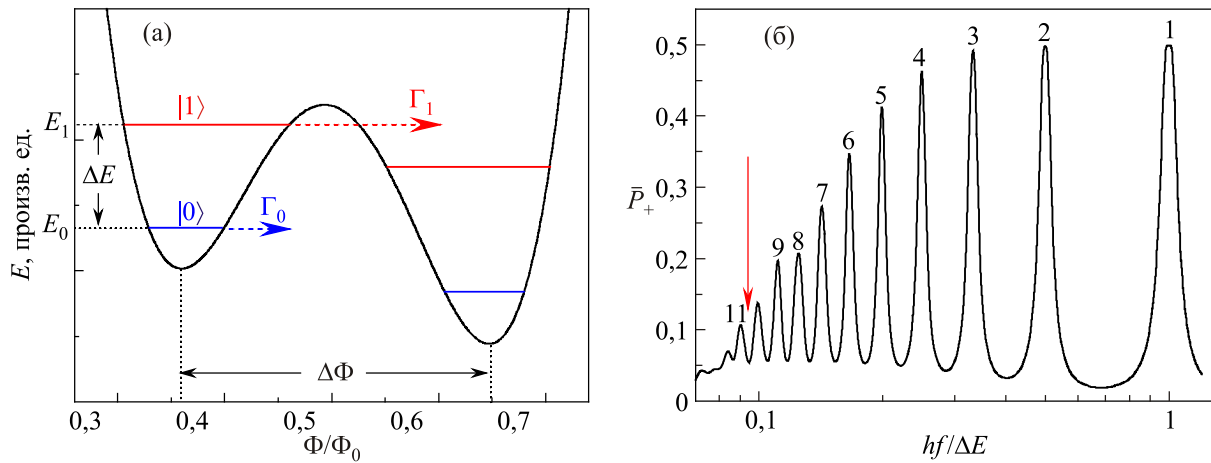 (а)
E, произв. ед.
E₁
ΔE
E₀
|1⟩
Γ₁
|0⟩
Γ₀
ΔΦ
0,3 0,4 0,5 0,6 0,7
Φ/Φ₀
(б)
P̄₊
0,5
0,4
0,3
0,2
0,1
0
11 9 8 7 6 5 4 3 2 1
0,1 1
hf/ΔE